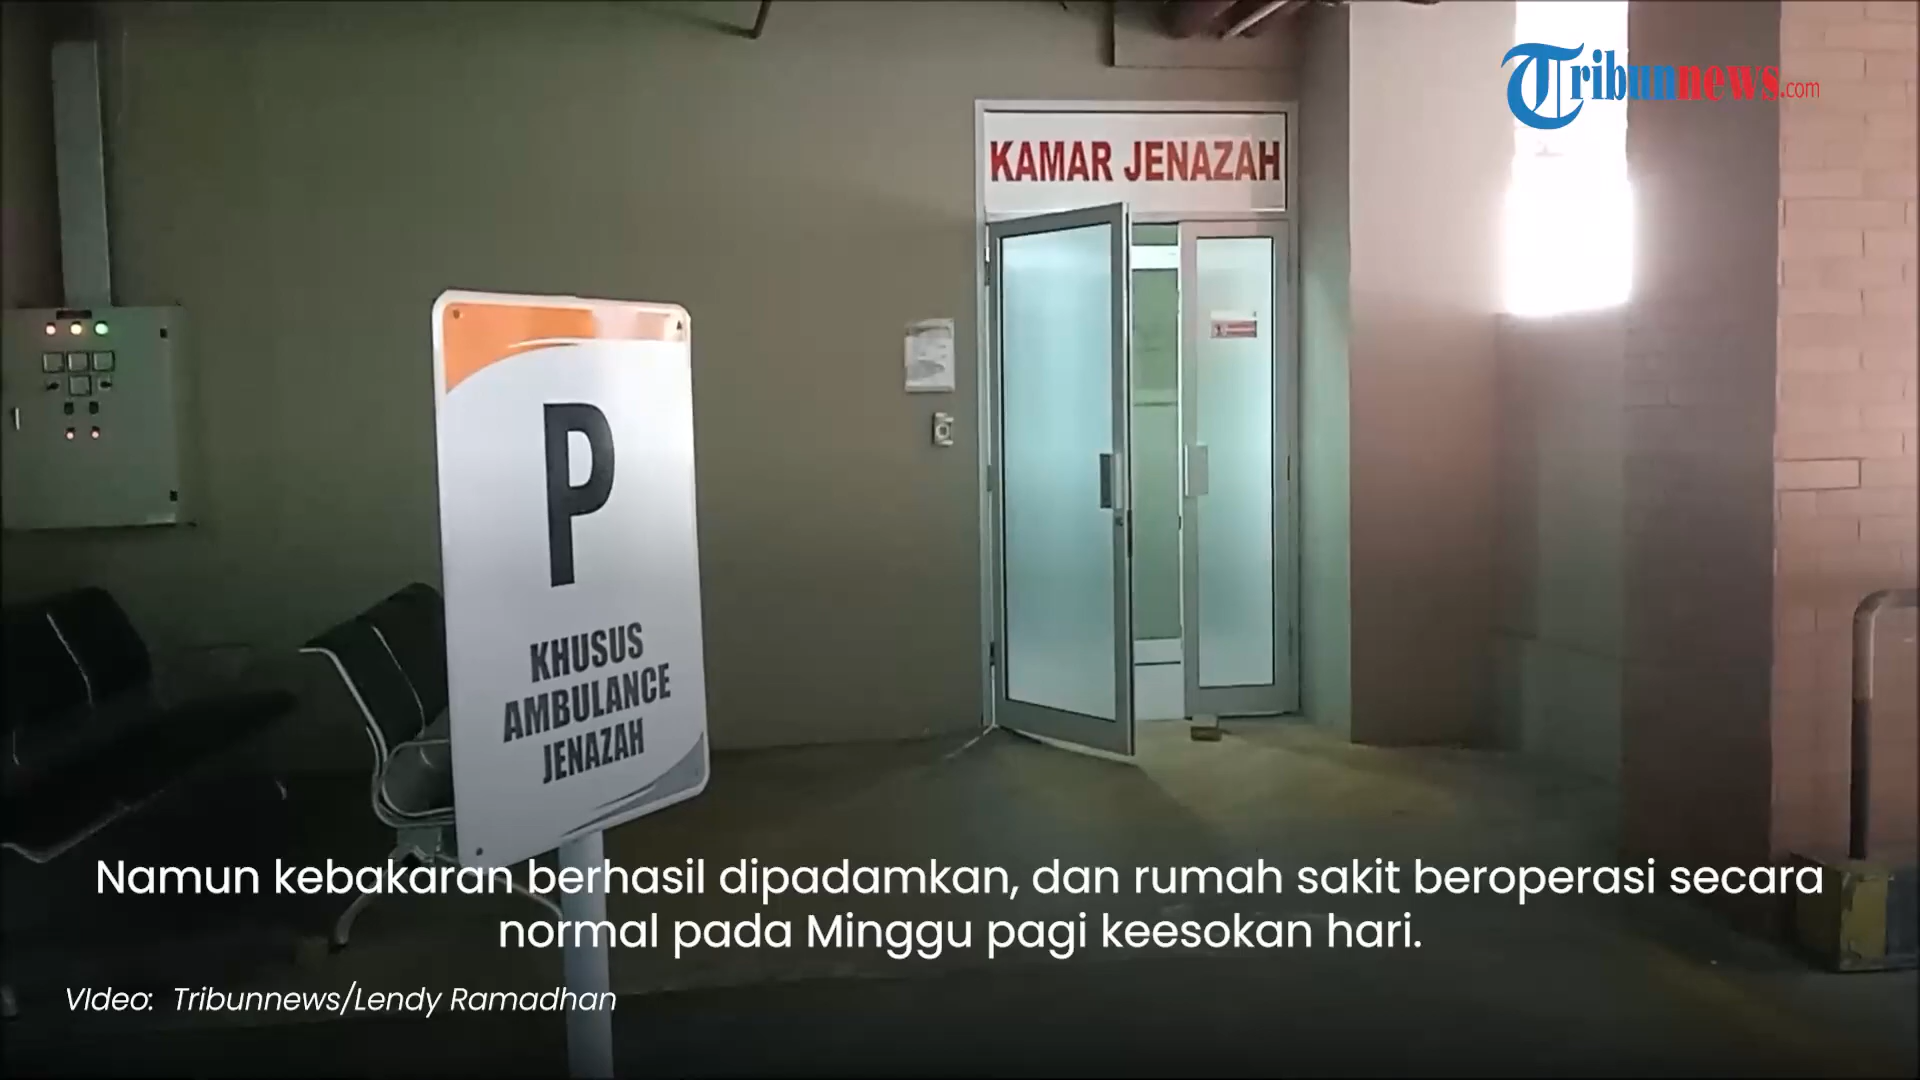 Tribunnews.com
KAMAR JENAZAH
P
KHUSUS
AMBULANCE
JENAZAH
Namun kebakaran berhasil dipadamkan, dan rumah sakit beroperasi secara
normal pada Minggu pagi keesokan hari.
VIdeo: Tribunnews/Lendy Ramadhan